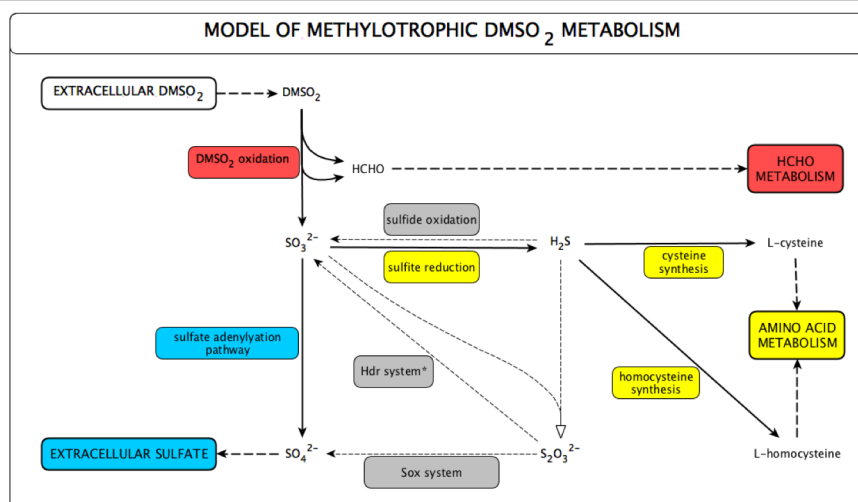 MODEL OF METHYLOTROPHIC DMSO2 METABOLISM
EXTRACELLULAR DMSO2
DMSO2
DMSO2 oxidation
HCHO
HCHO
METABOLISM
sulfide oxidation
SO3 2−
H2S
L-cysteine
sulfite reduction
cysteine
synthesis
sulfate adenylyation
pathway
AMINO ACID
METABOLISM
Hdr system*
homocysteine
synthesis
EXTRACELLULAR SULFATE
SO4 2−
S2O3 2−
L-homocysteine
Sox system